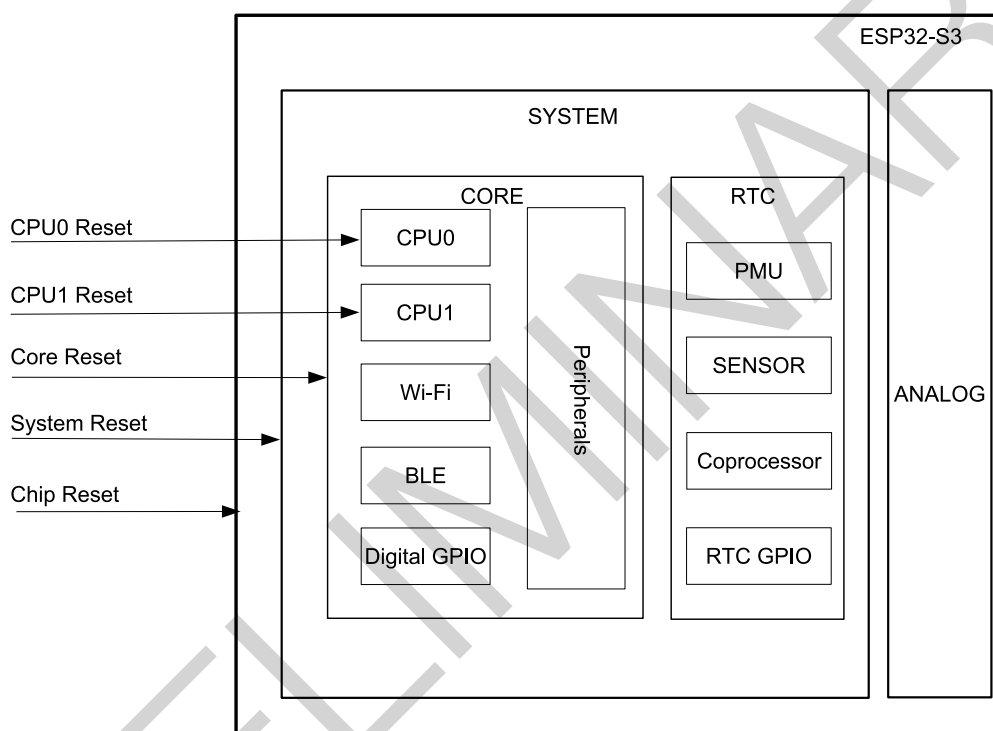 ESP32-S3
SYSTEM
CORE
RTC
ANALOG
CPU0 Reset
CPU1 Reset
Core Reset
System Reset
Chip Reset
CPU0
CPU1
Wi-Fi
BLE
Digital GPIO
Peripherals
PMU
SENSOR
Coprocessor
RTC GPIO
ELIMINAR